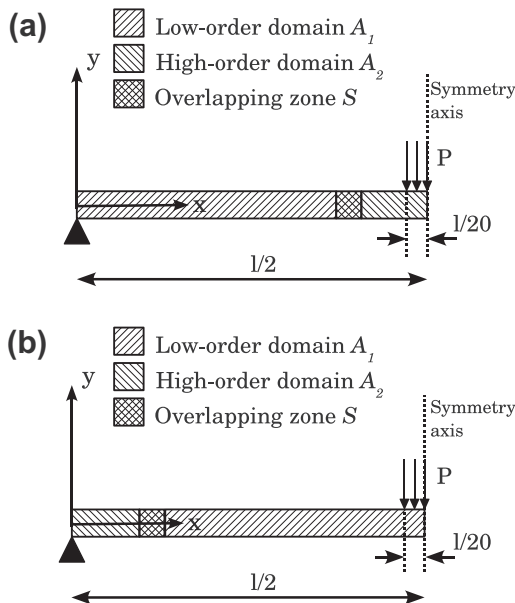 (a)
Low-order domain A₁
High-order domain A₂
Overlapping zone S
y
Symmetry
axis
P
x
l/20
l/2
(b)
Low-order domain A₁
High-order domain A₂
Overlapping zone S
y
Symmetry
axis
P
x
l/20
l/2